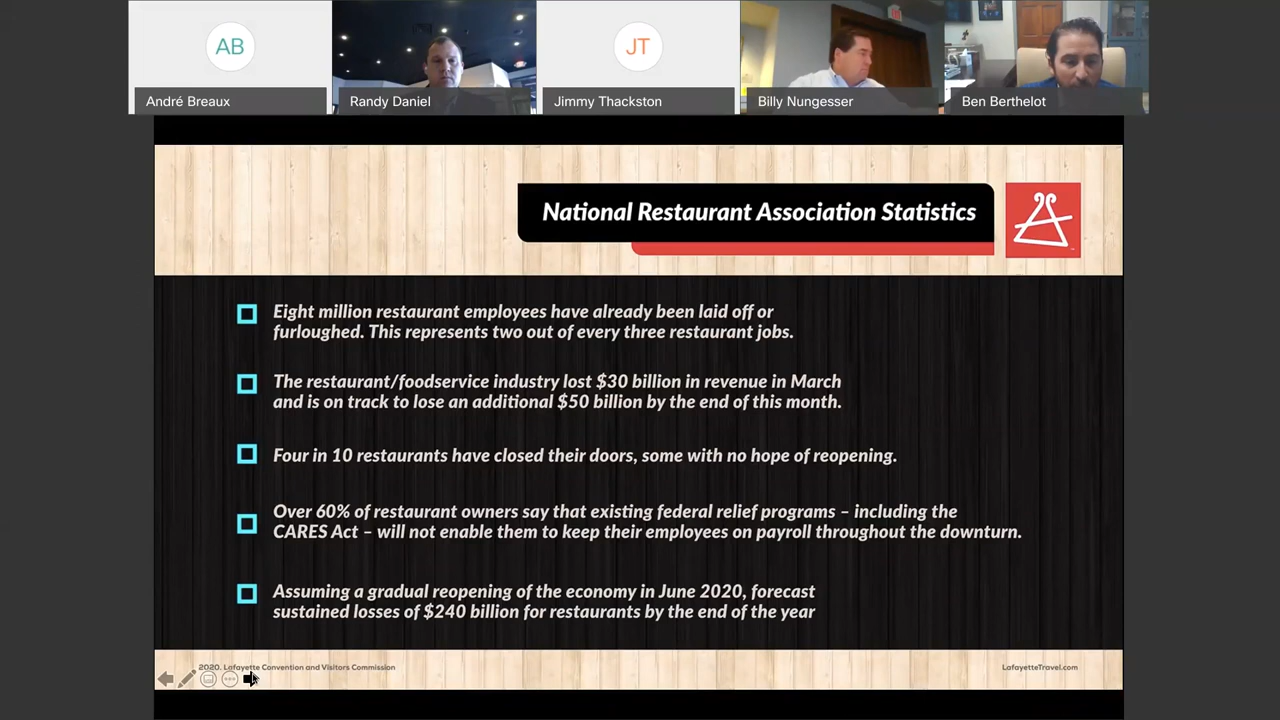 AB
JT
André Breaux
Randy Daniel
Jimmy Thackston
Billy Nungesser
Ben Berthelot
National Restaurant Association Statistics
Eight million restaurant employees have already been laid off or
furloughed. This represents two out of every three restaurant jobs.
The restaurant/foodservice industry lost $30 billion in revenue in March
and is on track to lose an additional $50 billion by the end of this month.
Four in 10 restaurants have closed their doors, some with no hope of reopening.
Over 60% of restaurant owners say that existing federal relief programs – including the
CARES Act – will not enable them to keep their employees on payroll throughout the downturn.
Assuming a gradual reopening of the economy in June 2020, forecast
sustained losses of $240 billion for restaurants by the end of the year
2020. Lafayette Convention and Visitors Commission
LafayetteTravel.com